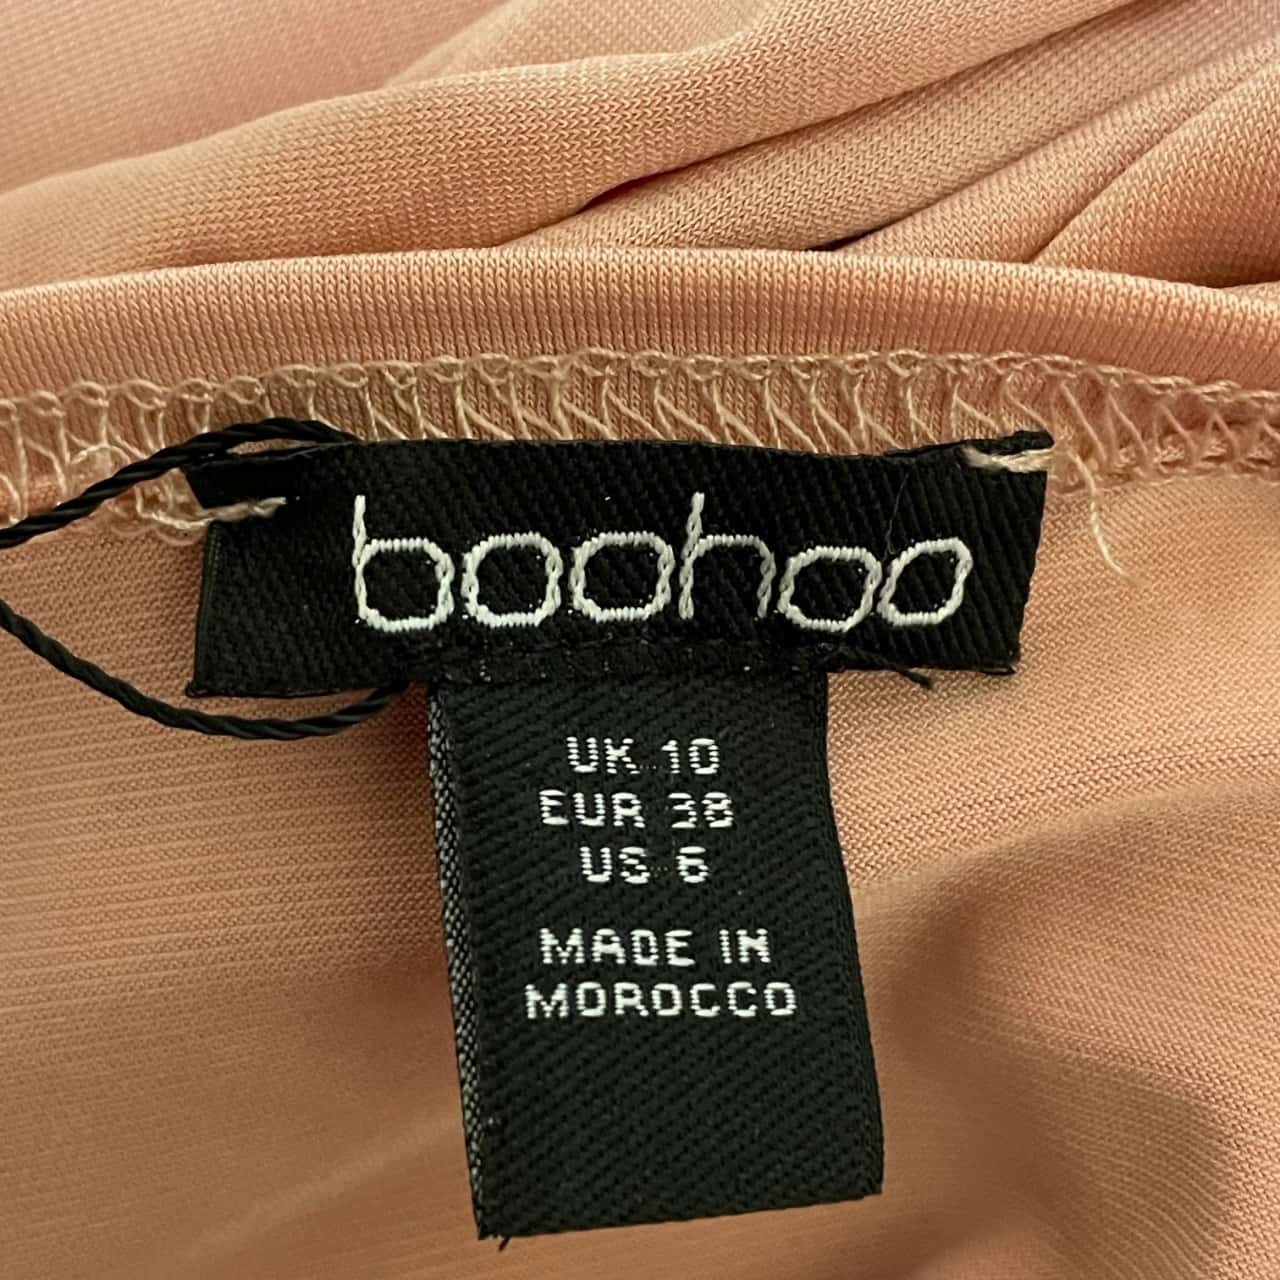 boohoo
UK 10
EUR 38
US 6
MADE IN
MOROCCO